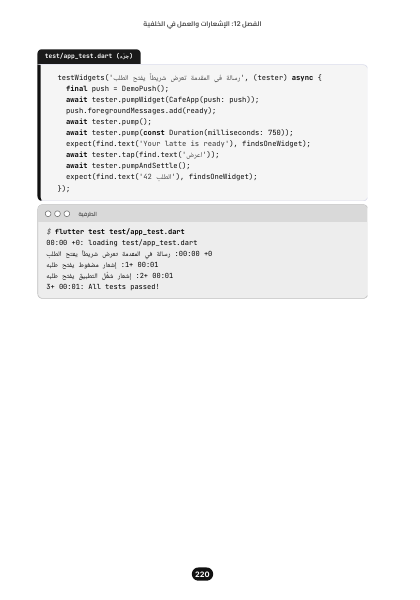 الفصل 12: الإشعارات والعمل في الخلفية
test/app_test.dart (جزء)
testWidgets('رسالة في المقدمة تعرض شريطاً يفتح الطلب', (tester) async {
final push = DemoPush();
await tester.pumpWidget(CafeApp(push: push));
push.foregroundMessages.add(ready);
await tester.pump();
await tester.pump(const Duration(milliseconds: 750));
expect(find.text('Your latte is ready'), findsOneWidget);
await tester.tap(find.text('اعرض'));
await tester.pumpAndSettle();
expect(find.text('الطلب 42'), findsOneWidget);
});
الطرفية
$ flutter test test/app_test.dart
00:00 +0: loading test/app_test.dart
00:00 +0: رسالة في المقدمة تعرض شريطاً يفتح الطلب
00:01 +1: إشعار مضغوط يفتح طلبه
00:01 +2: إشعار شغّل التطبيق يفتح طلبه
00:01 +3: All tests passed!
220